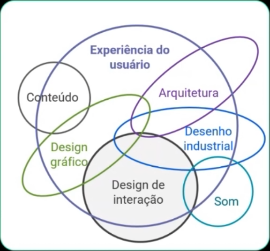 Experiência do
usuário
Arquitetura
Conteúdo
Desenho
industrial
Design
gráfico
Design de
interação
Som